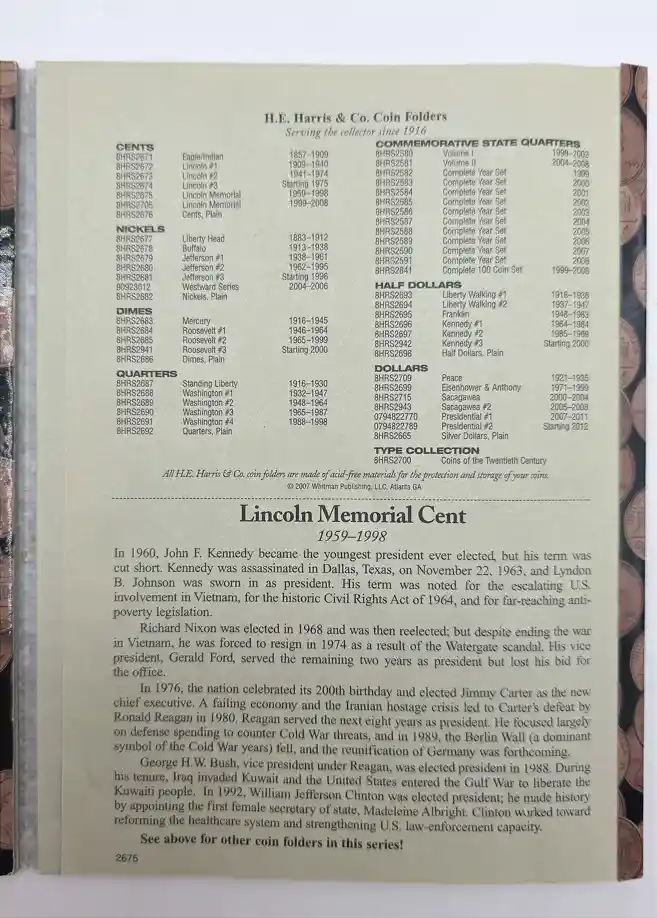 H.E. Harris & Co. Coin Folders
Serving the collector since 1916
CENTS
8HRS2671 Eagle/Indian 1857–1909
8HRS2672 Lincoln #1 1909–1940
8HRS2673 Lincoln #2 1941–1974
8HRS2674 Lincoln #3 Starting 1975
8HRS2675 Lincoln Memorial 1959–1998
8HRS2705 Lincoln Memorial 1999–2008
8HRS2676 Cents, Plain
NICKELS
8HRS2677 Liberty Head 1883–1912
8HRS2678 Buffalo 1913–1938
8HRS2679 Jefferson #1 1938–1961
8HRS2680 Jefferson #2 1962–1995
8HRS2681 Jefferson #3 Starting 1996
Westward Series 2004–2006
8HRS2682 Nickels, Plain
DIMES
8HRS2683 Mercury 1916–1945
8HRS2684 Roosevelt #1 1946–1964
8HRS2685 Roosevelt #2 1965–1999
8HRS2941 Roosevelt #3 Starting 2000
8HRS2686 Dimes, Plain
QUARTERS
8HRS2687 Standing Liberty 1916–1930
8HRS2688 Washington #1 1932–1947
8HRS2689 Washington #2 1948–1964
8HRS2690 Washington #3 1965–1987
8HRS2691 Washington #4 1988–1998
8HRS2692 Quarters, Plain
COMMEMORATIVE STATE QUARTERS
8HRS2580 Volume I 1999–2003
8HRS2581 Volume II 2004–2008
8HRS2582 Complete Year Set 1999
8HRS2583 Complete Year Set 2000
8HRS2584 Complete Year Set 2001
8HRS2585 Complete Year Set 2002
8HRS2586 Complete Year Set 2003
8HRS2587 Complete Year Set 2004
8HRS2588 Complete Year Set 2005
8HRS2589 Complete Year Set 2006
8HRS2590 Complete Year Set 2007
8HRS2591 Complete Year Set 2008
8HRS2841 Complete 100 Coin Set 1999–2008
HALF DOLLARS
8HRS2693 Liberty Walking #1 1916–1936
8HRS2694 Liberty Walking #2 1937–1947
8HRS2695 Franklin 1948–1963
8HRS2696 Kennedy #1 1964–1984
8HRS2697 Kennedy #2 1985–1999
8HRS2942 Kennedy #3 Starting 2000
8HRS2698 Half Dollars, Plain
DOLLARS
8HRS2709 Peace 1921–1935
8HRS2699 Eisenhower & Anthony 1971–1999
8HRS2715 Sacagawea 2000–2004
8HRS2943 Sacagawea #2 2005–2008
0794822770 Presidential #1 2007–2011
0794822789 Presidential #2 Starting 2012
8HRS2665 Silver Dollars, Plain
TYPE COLLECTION
8HRS2700 Coins of the Twentieth Century
All H.E. Harris & Co. coin folders are made of acid-free materials for the protection and storage of your coins.
© 2007 Whitman Publishing, LLC, Atlanta GA
Lincoln Memorial Cent
1959–1998
In 1960, John F. Kennedy became the youngest president ever elected, but his term was
cut short. Kennedy was assassinated in Dallas, Texas, on November 22, 1963, and Lyndon
B. Johnson was sworn in as president. His term was noted for the escalating U.S.
involvement in Vietnam, for the historic Civil Rights Act of 1964, and for far-reaching anti-
poverty legislation.
Richard Nixon was elected in 1968 and was then reelected; but despite ending the war
in Vietnam, he was forced to resign in 1974 as a result of the Watergate scandal. His vice
president, Gerald Ford, served the remaining two years as president but lost his bid for
the office.
In 1976, the nation celebrated its 200th birthday and elected Jimmy Carter as the new
chief executive. A failing economy and the Iranian hostage crisis led to Carter's defeat by
Ronald Reagan in 1980. Reagan served the next eight years as president. He focused largely
on defense spending to counter Cold War threats, and in 1989, the Berlin Wall (a dominant
symbol of the Cold War years) fell, and the reunification of Germany was forthcoming.
George H.W. Bush, vice president under Reagan, was elected president in 1988. During
his tenure, Iraq invaded Kuwait and the United States entered the Gulf War to liberate the
Kuwaiti people. In 1992, William Jefferson Clinton was elected president; he made history
by appointing the first female secretary of state, Madeleine Albright. Clinton worked toward
reforming the healthcare system and strengthening U.S. law-enforcement capacity.
See above for other coin folders in this series!
2675